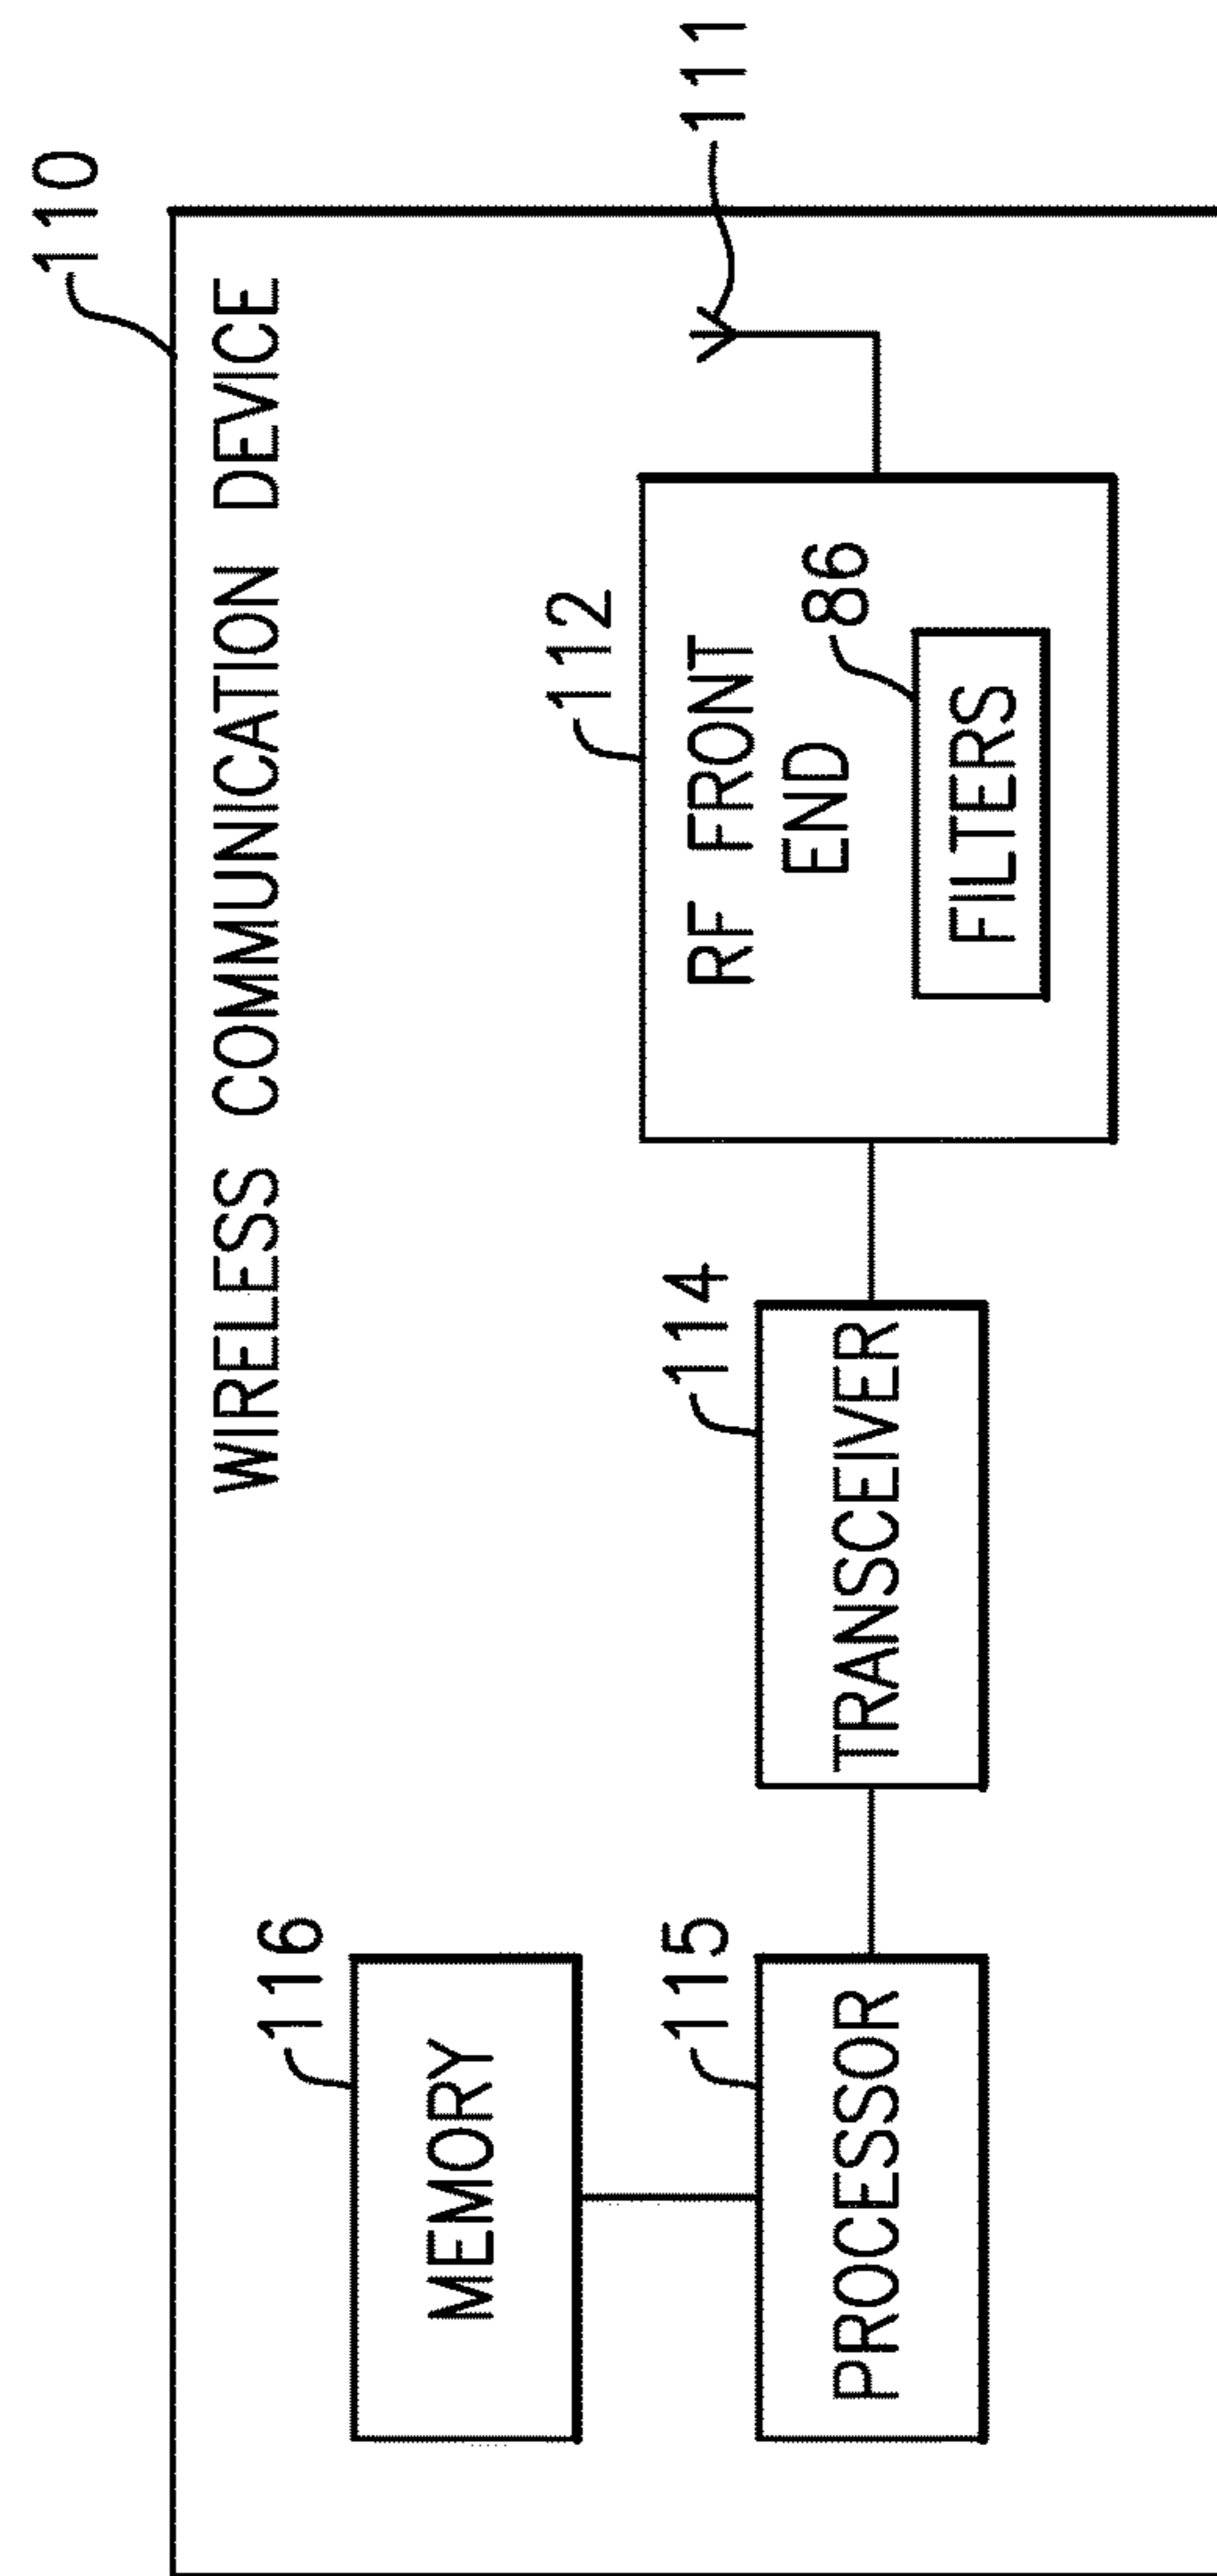 110
WIRELESS COMMUNICATION DEVICE
116
MEMORY
112
RF FRONT
END
86
FILTERS
111
114
TRANSCEIVER
115
PROCESSOR